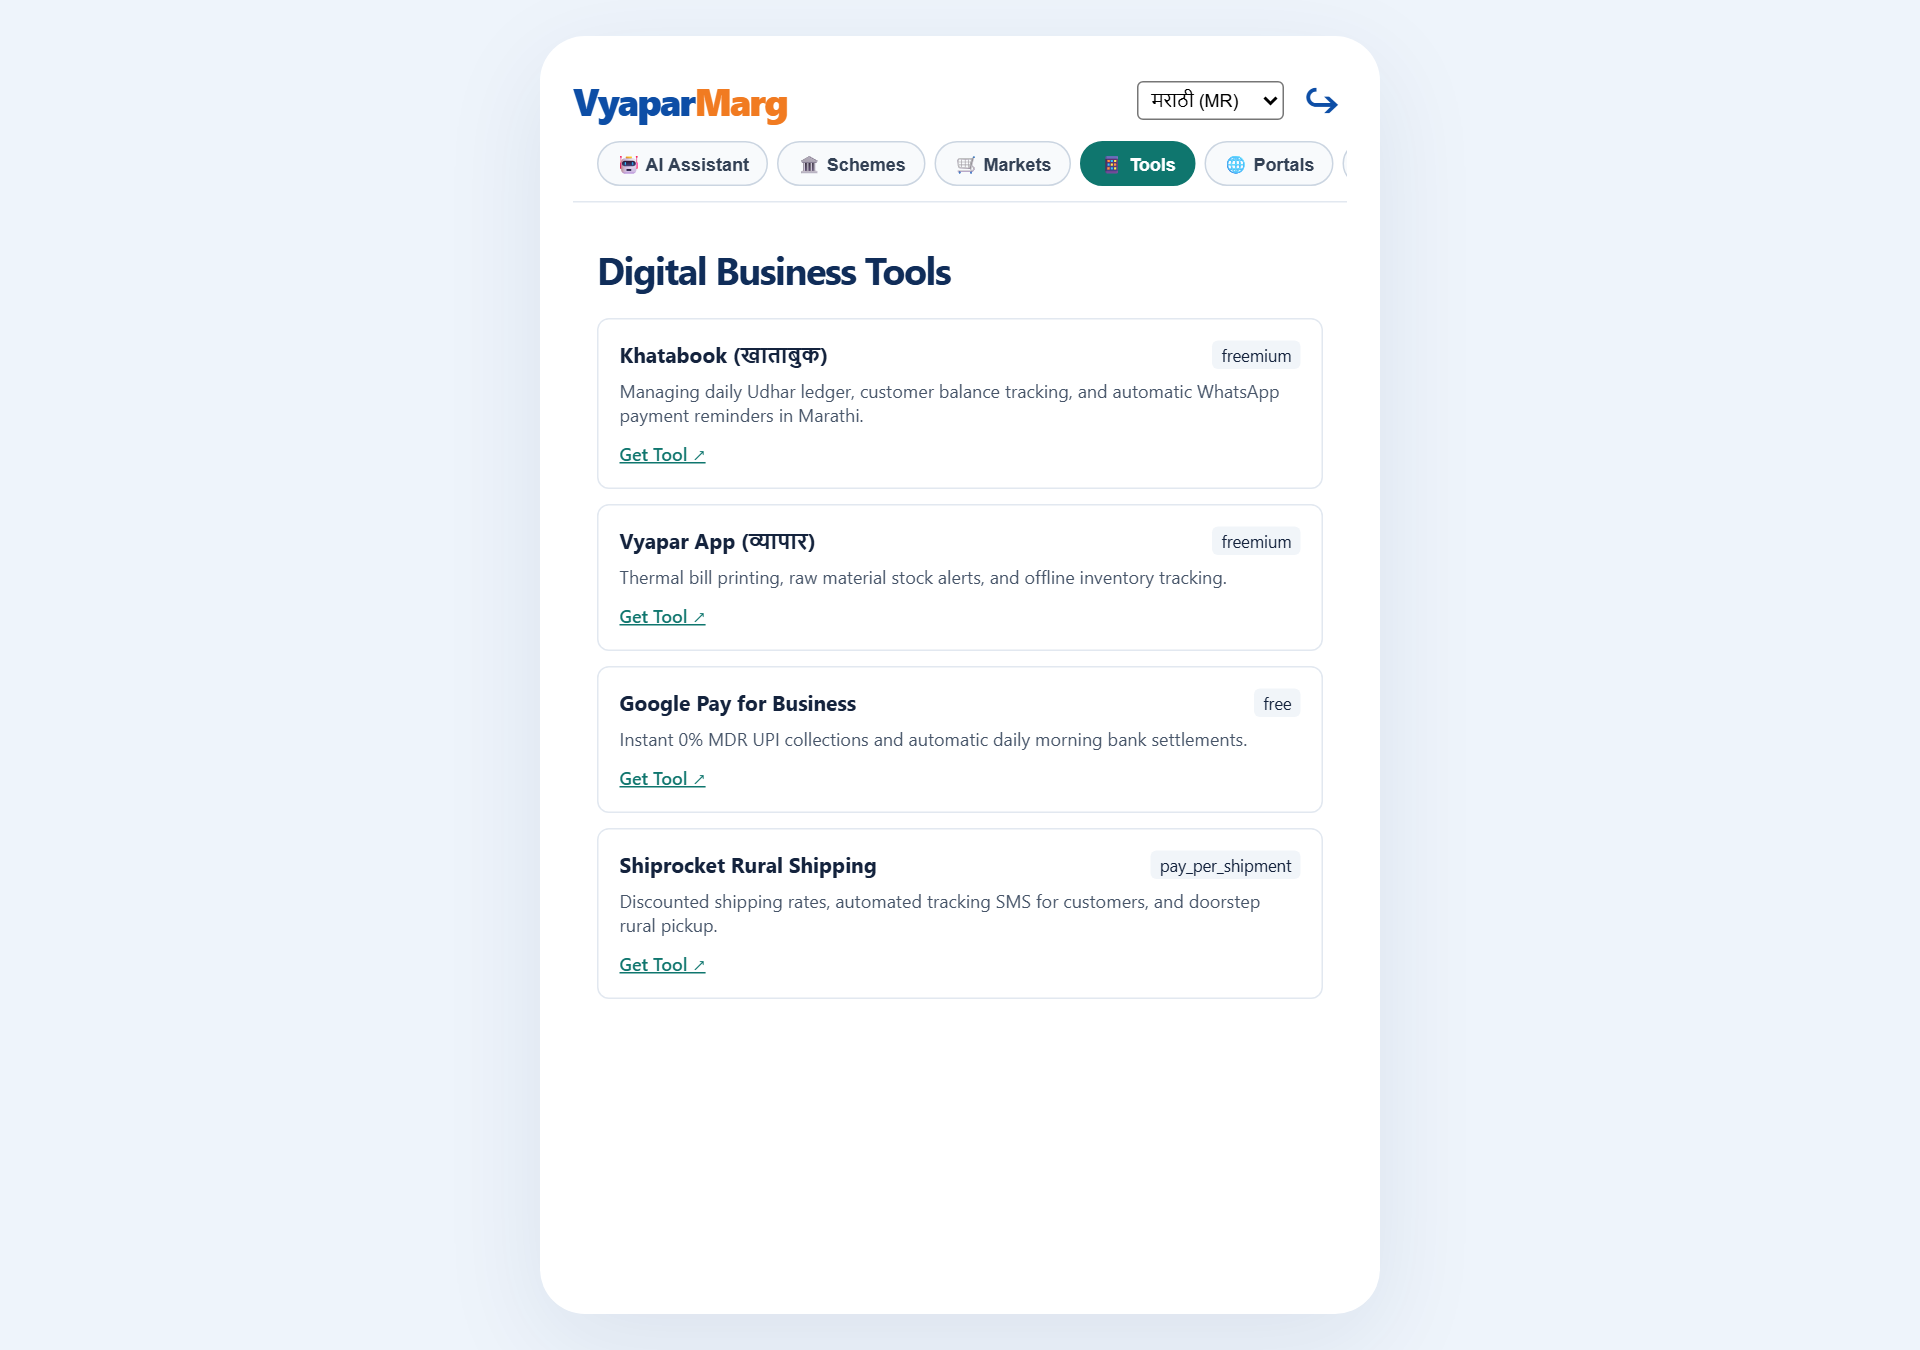 VyaparMarg
मराठी (MR)
AI Assistant
Schemes
Markets
Tools
Portals
Digital Business Tools
Khatabook (खाताबुक)
freemium
Managing daily Udhar ledger, customer balance tracking, and automatic WhatsApp
payment reminders in Marathi.
Get Tool ↗
Vyapar App (व्यापार)
freemium
Thermal bill printing, raw material stock alerts, and offline inventory tracking.
Get Tool ↗
Google Pay for Business
free
Instant 0% MDR UPI collections and automatic daily morning bank settlements.
Get Tool ↗
Shiprocket Rural Shipping
pay_per_shipment
Discounted shipping rates, automated tracking SMS for customers, and doorstep
rural pickup.
Get Tool ↗